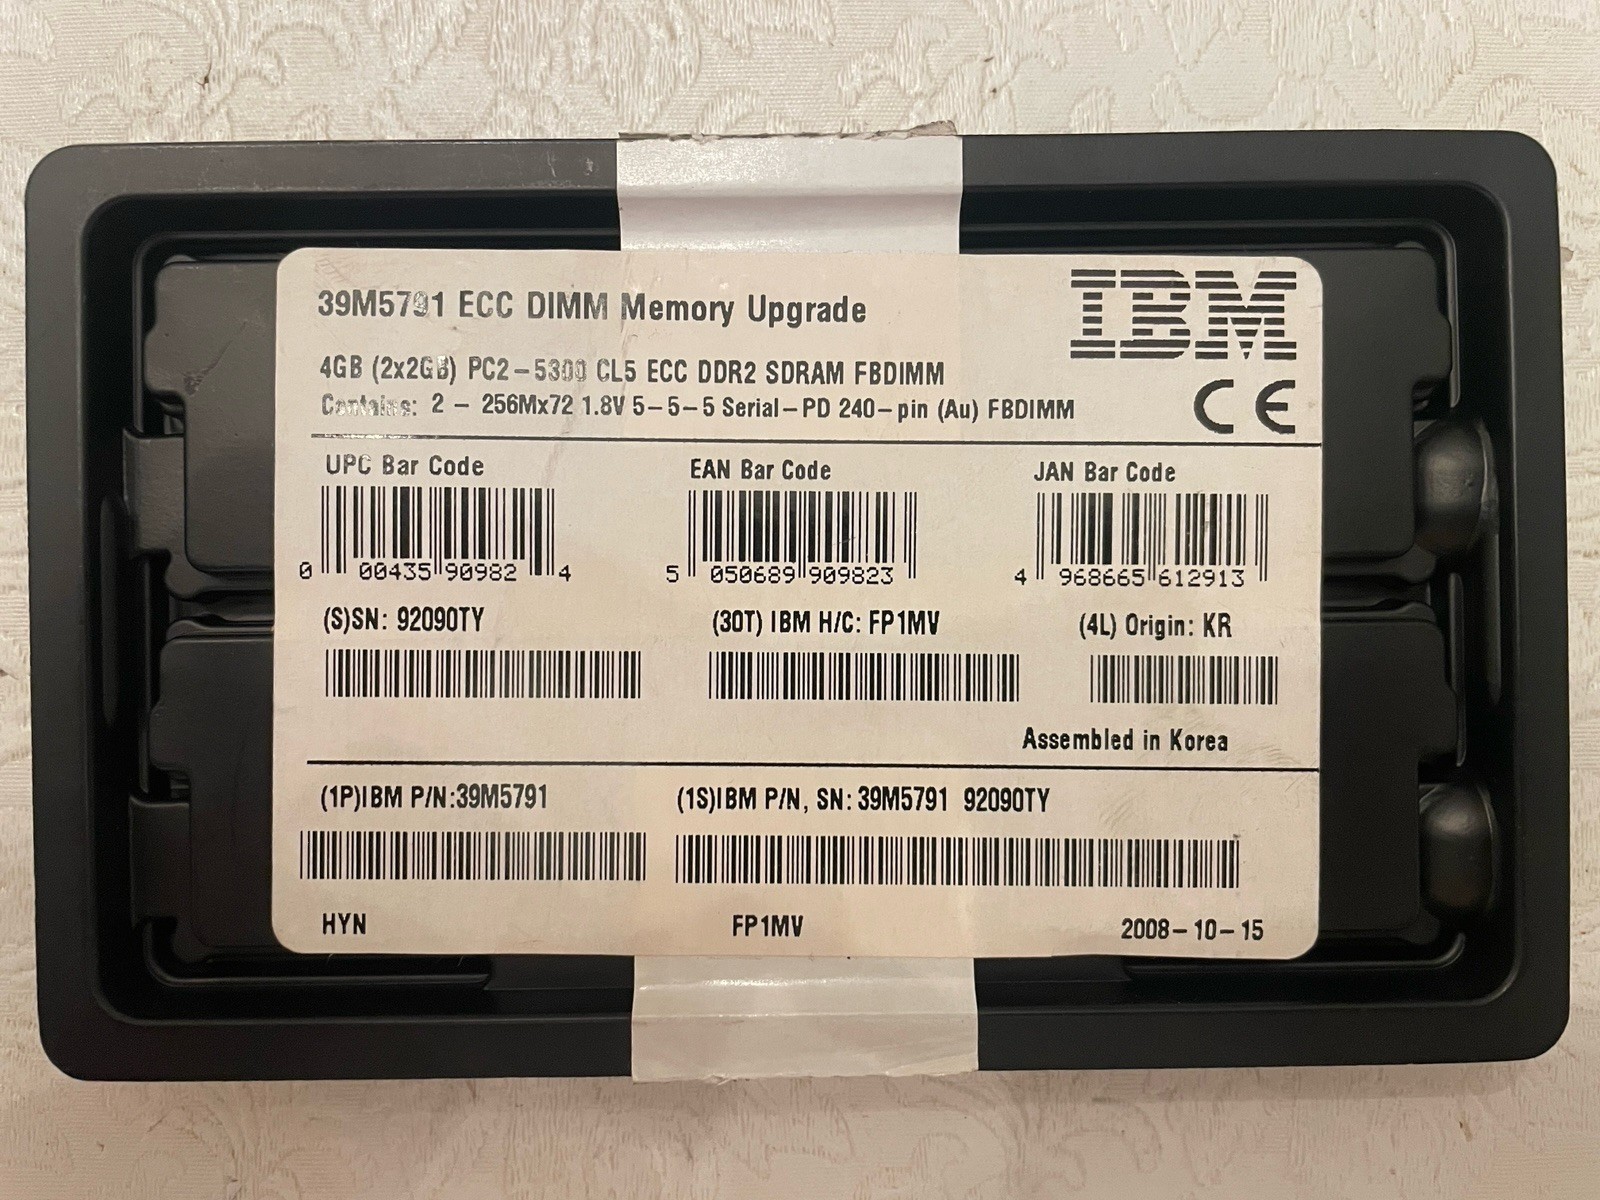 39M5791 ECC DIMM Memory Upgrade
IBM
4GB (2x2GB) PC2-5300 CL5 ECC DDR2 SDRAM FBDIMM
Contains: 2 - 256Mx72 1.8V 5-5-5 Serial-PD 240-pin (Au) FBDIMM
CE
UPC Bar Code EAN Bar Code JAN Bar Code
0 00435 90982 4 5 050689 909823 4 968665 612913
(S)SN: 92090TY (30T) IBM H/C: FP1MV (4L) Origin: KR
Assembled in Korea
(1P)IBM P/N:39M5791 (1S)IBM P/N, SN: 39M5791 92090TY
HYN FP1MV 2008-10-15